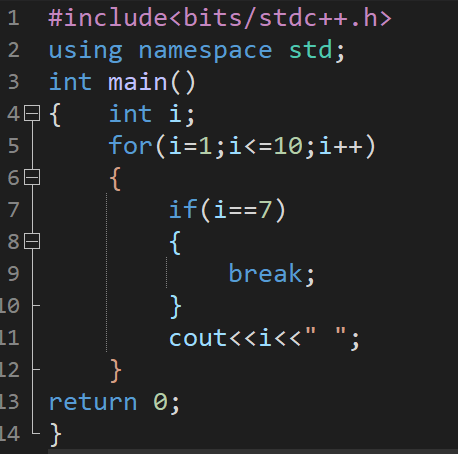 1 #include<bits/stdc++.h>
2 using namespace std;
3 int main()
4 {   int i;
5     for(i=1;i<=10;i++)
6     {
7         if(i==7)
8         {
9             break;
10         }
11         cout<<i<<" ";
12     }
13 return 0;
14 }